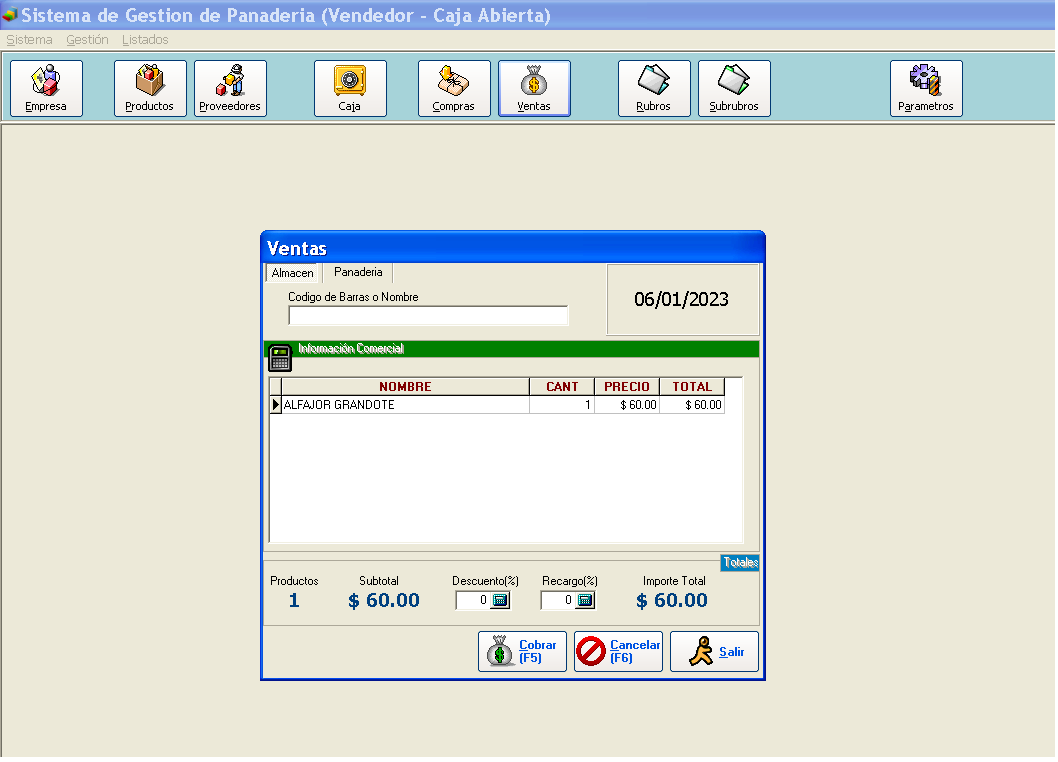 Sistema de Gestion de Panaderia (Vendedor - Caja Abierta)
Sistema Gestión Listados
Empresa Productos Proveedores Caja Compras Ventas Rubros Subrubros Parametros
Ventas
Almacen Panaderia
Codigo de Barras o Nombre
06/01/2023
Información Comercial
NOMBRE CANT PRECIO TOTAL
ALFAJOR GRANDOTE 1 $ 60.00 $ 60.00
Totales
Productos Subtotal Descuento(%) Recargo(%) Importe Total
1 $ 60.00 0 0 $ 60.00
Cobrar (F5) Cancelar (F6) Salir